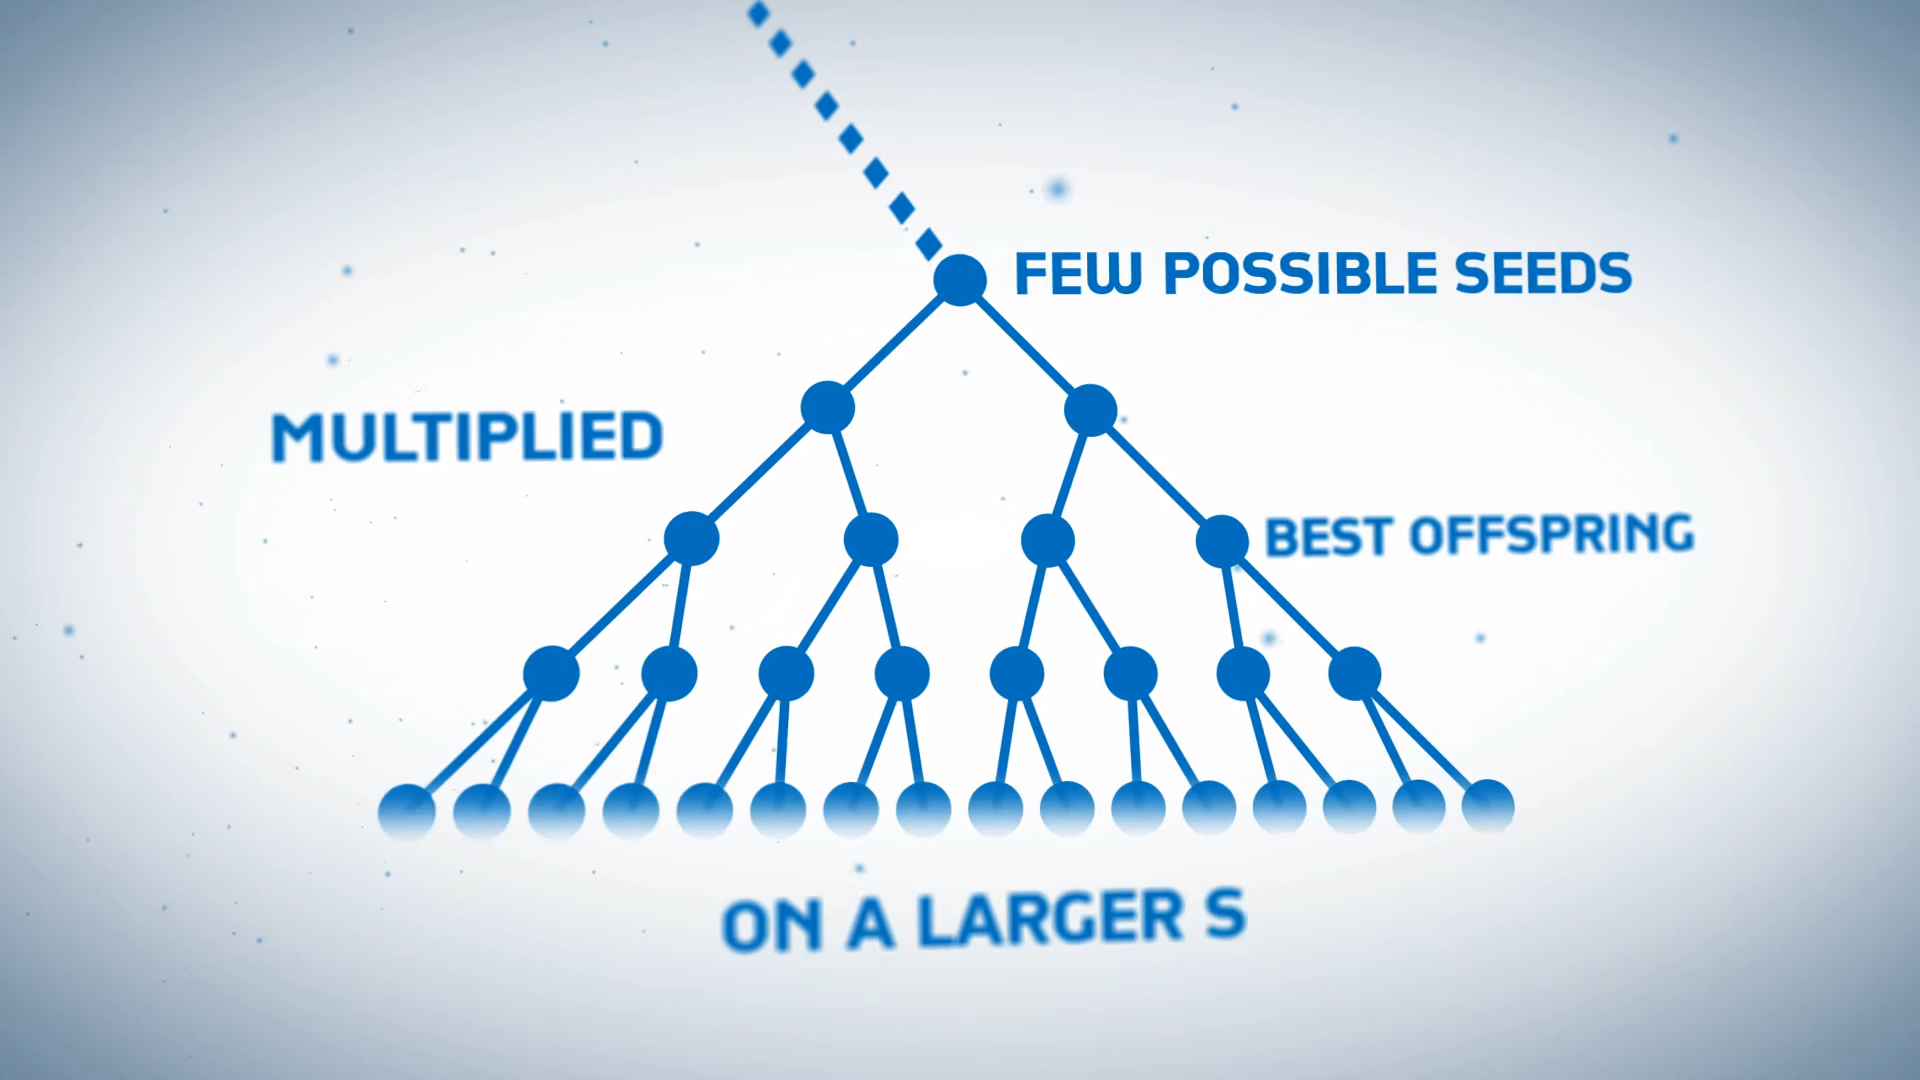 FEW POSSIBLE SEEDS
MULTIPLIED
BEST OFFSPRING
ON A LARGER S